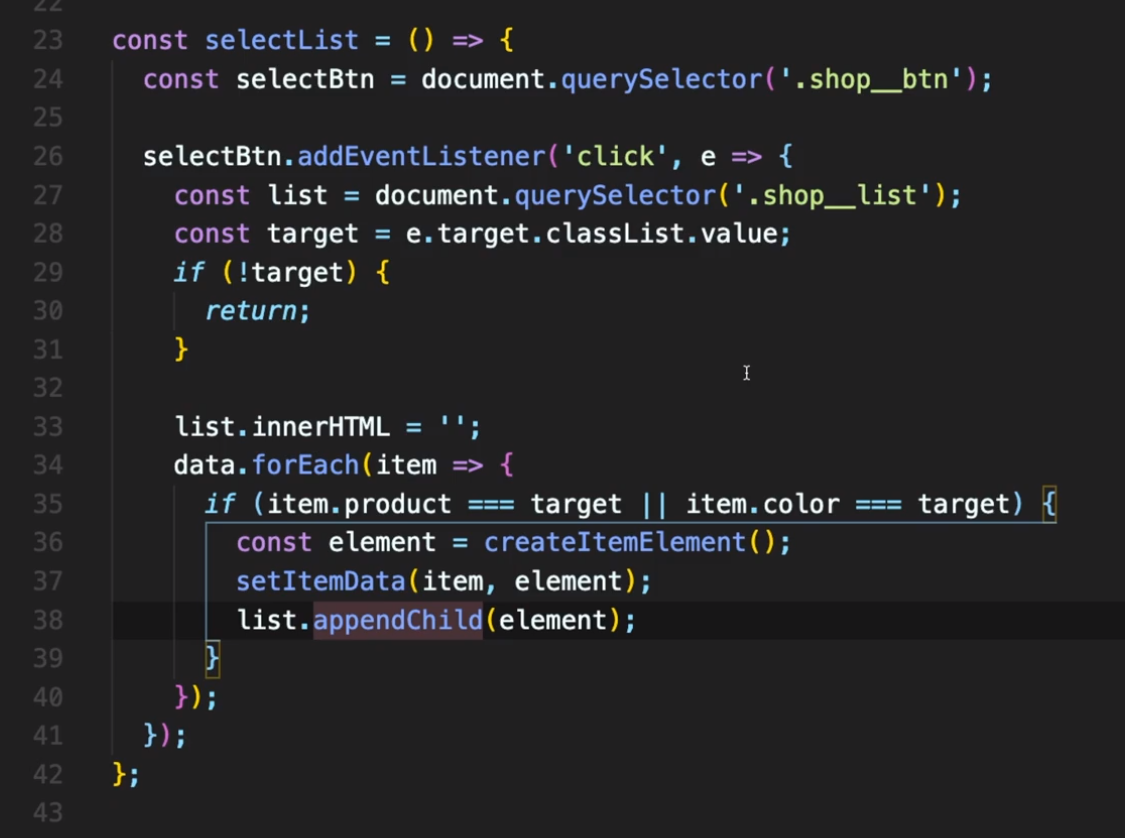 22
23 const selectList = () => {
24 const selectBtn = document.querySelector('.shop__btn');
25
26 selectBtn.addEventListener('click', e => {
27 const list = document.querySelector('.shop__list');
28 const target = e.target.classList.value;
29 if (!target) {
30 return;
31 }
32
33 list.innerHTML = '';
34 data.forEach(item => {
35 if (item.product === target || item.color === target) {
36 const element = createItemElement();
37 setItemData(item, element);
38 list.appendChild(element);
39 }
40 });
41 });
42 };
43